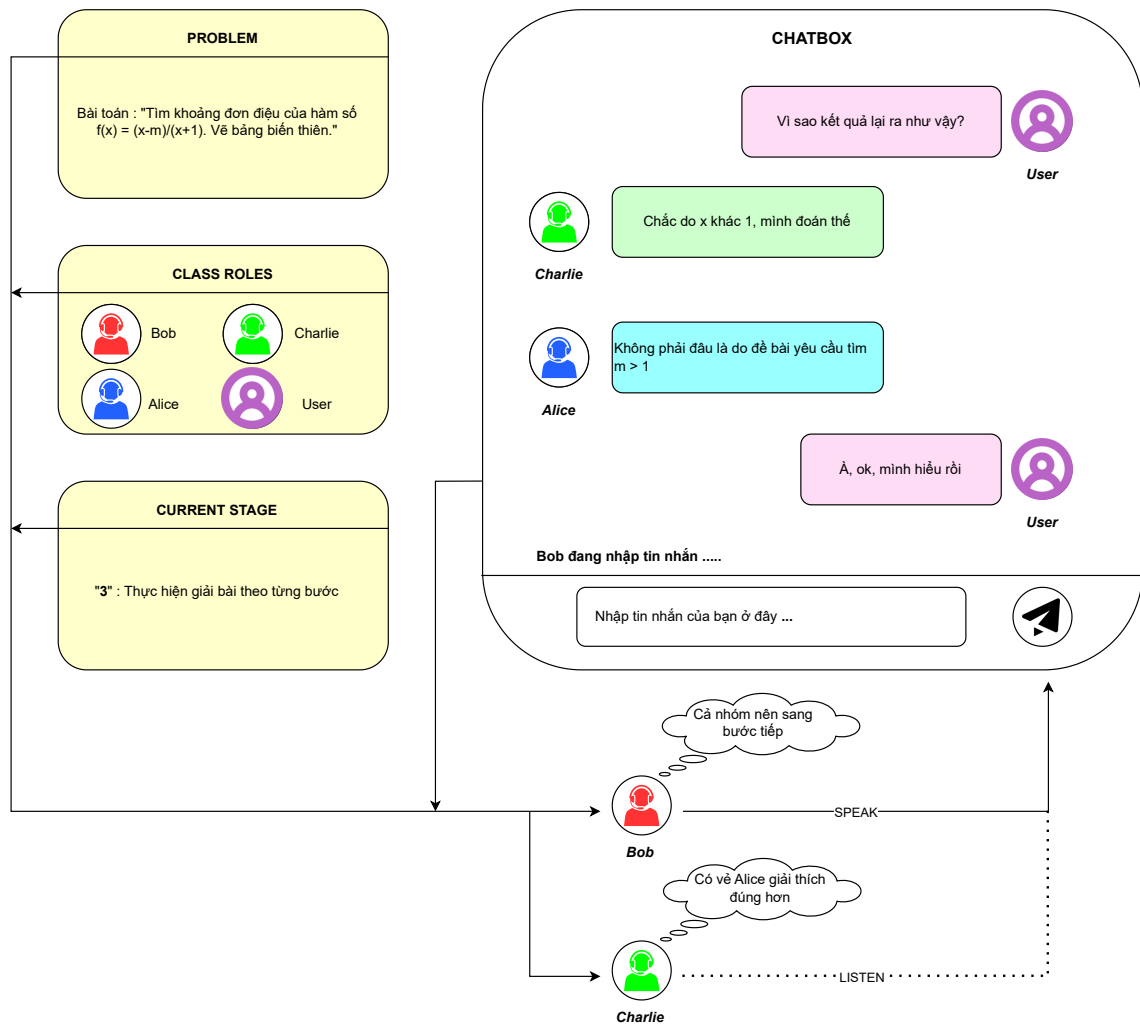 PROBLEM
Bài toán : "Tìm khoảng đơn điệu của hàm số
f(x) = (x-m)/(x+1). Vẽ bảng biến thiên."
CLASS ROLES
Bob
Charlie
Alice
User
CURRENT STAGE
"3" : Thực hiện giải bài theo từng bước
CHATBOX
Vì sao kết quả lại ra như vậy?
User
Chắc do x khác 1, mình đoán thế
Charlie
Không phải đâu là do đề bài yêu cầu tìm
m > 1
Alice
À, ok, mình hiểu rồi
User
Bob đang nhập tin nhắn .....
Nhập tin nhắn của bạn ở đây ...
Cả nhóm nên sang
bước tiếp
SPEAK
Bob
Có vẻ Alice giải thích
đúng hơn
LISTEN
Charlie